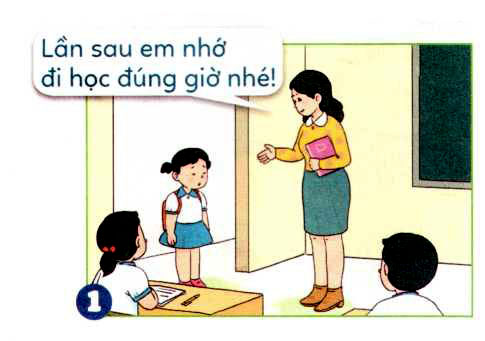 Lần sau em nhớ
đi học đúng giờ nhé!
1